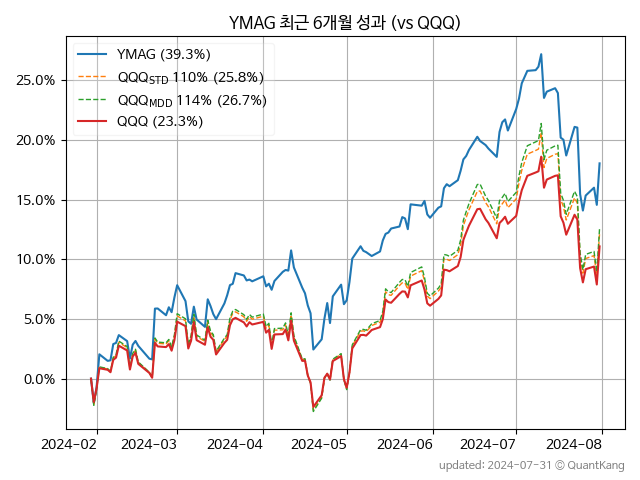 YMAG 최근 6개월 성과 (vs QQQ)
YMAG (39.3%)
QQQSTD 110% (25.8%)
QQQMDD 114% (26.7%)
QQQ (23.3%)
25.0%
20.0%
15.0%
10.0%
5.0%
0.0%
2024-02 2024-03 2024-04 2024-05 2024-06 2024-07 2024-08
updated: 2024-07-31 © QuantKang